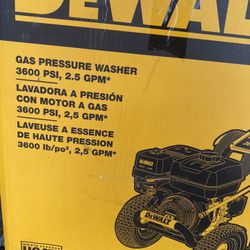 DEWALT
GAS PRESSURE WASHER
3600 PSI, 2.5 GPM*
LAVADORA A PRESIÓN
CON MOTOR A GAS
3600 PSI, 2,5 GPM*
LAVEUSE A ESSENCE
DE HAUTE PRESSION
3600 lb/po², 2,5 GPM*
DEWALT
DEWALT